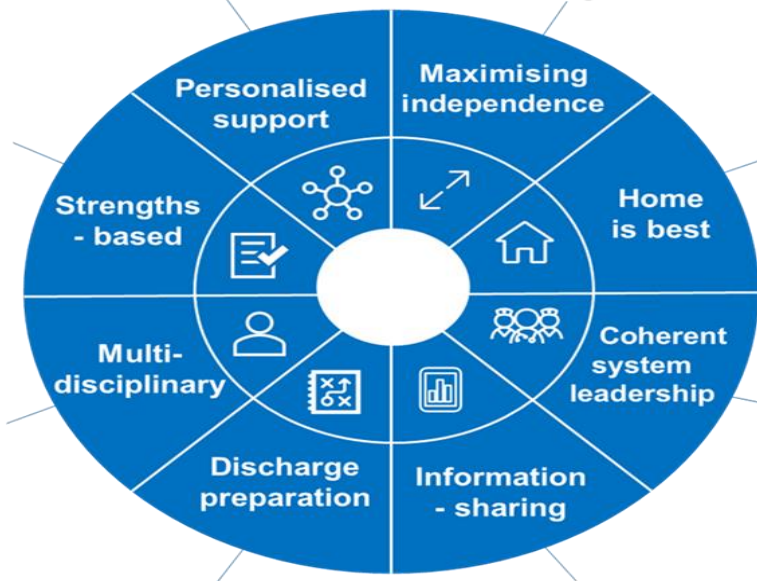 Personalised
support
Maximising
independence
Home
is best
Coherent
system
leadership
Information
- sharing
Discharge
preparation
Multi-
disciplinary
Strengths
- based